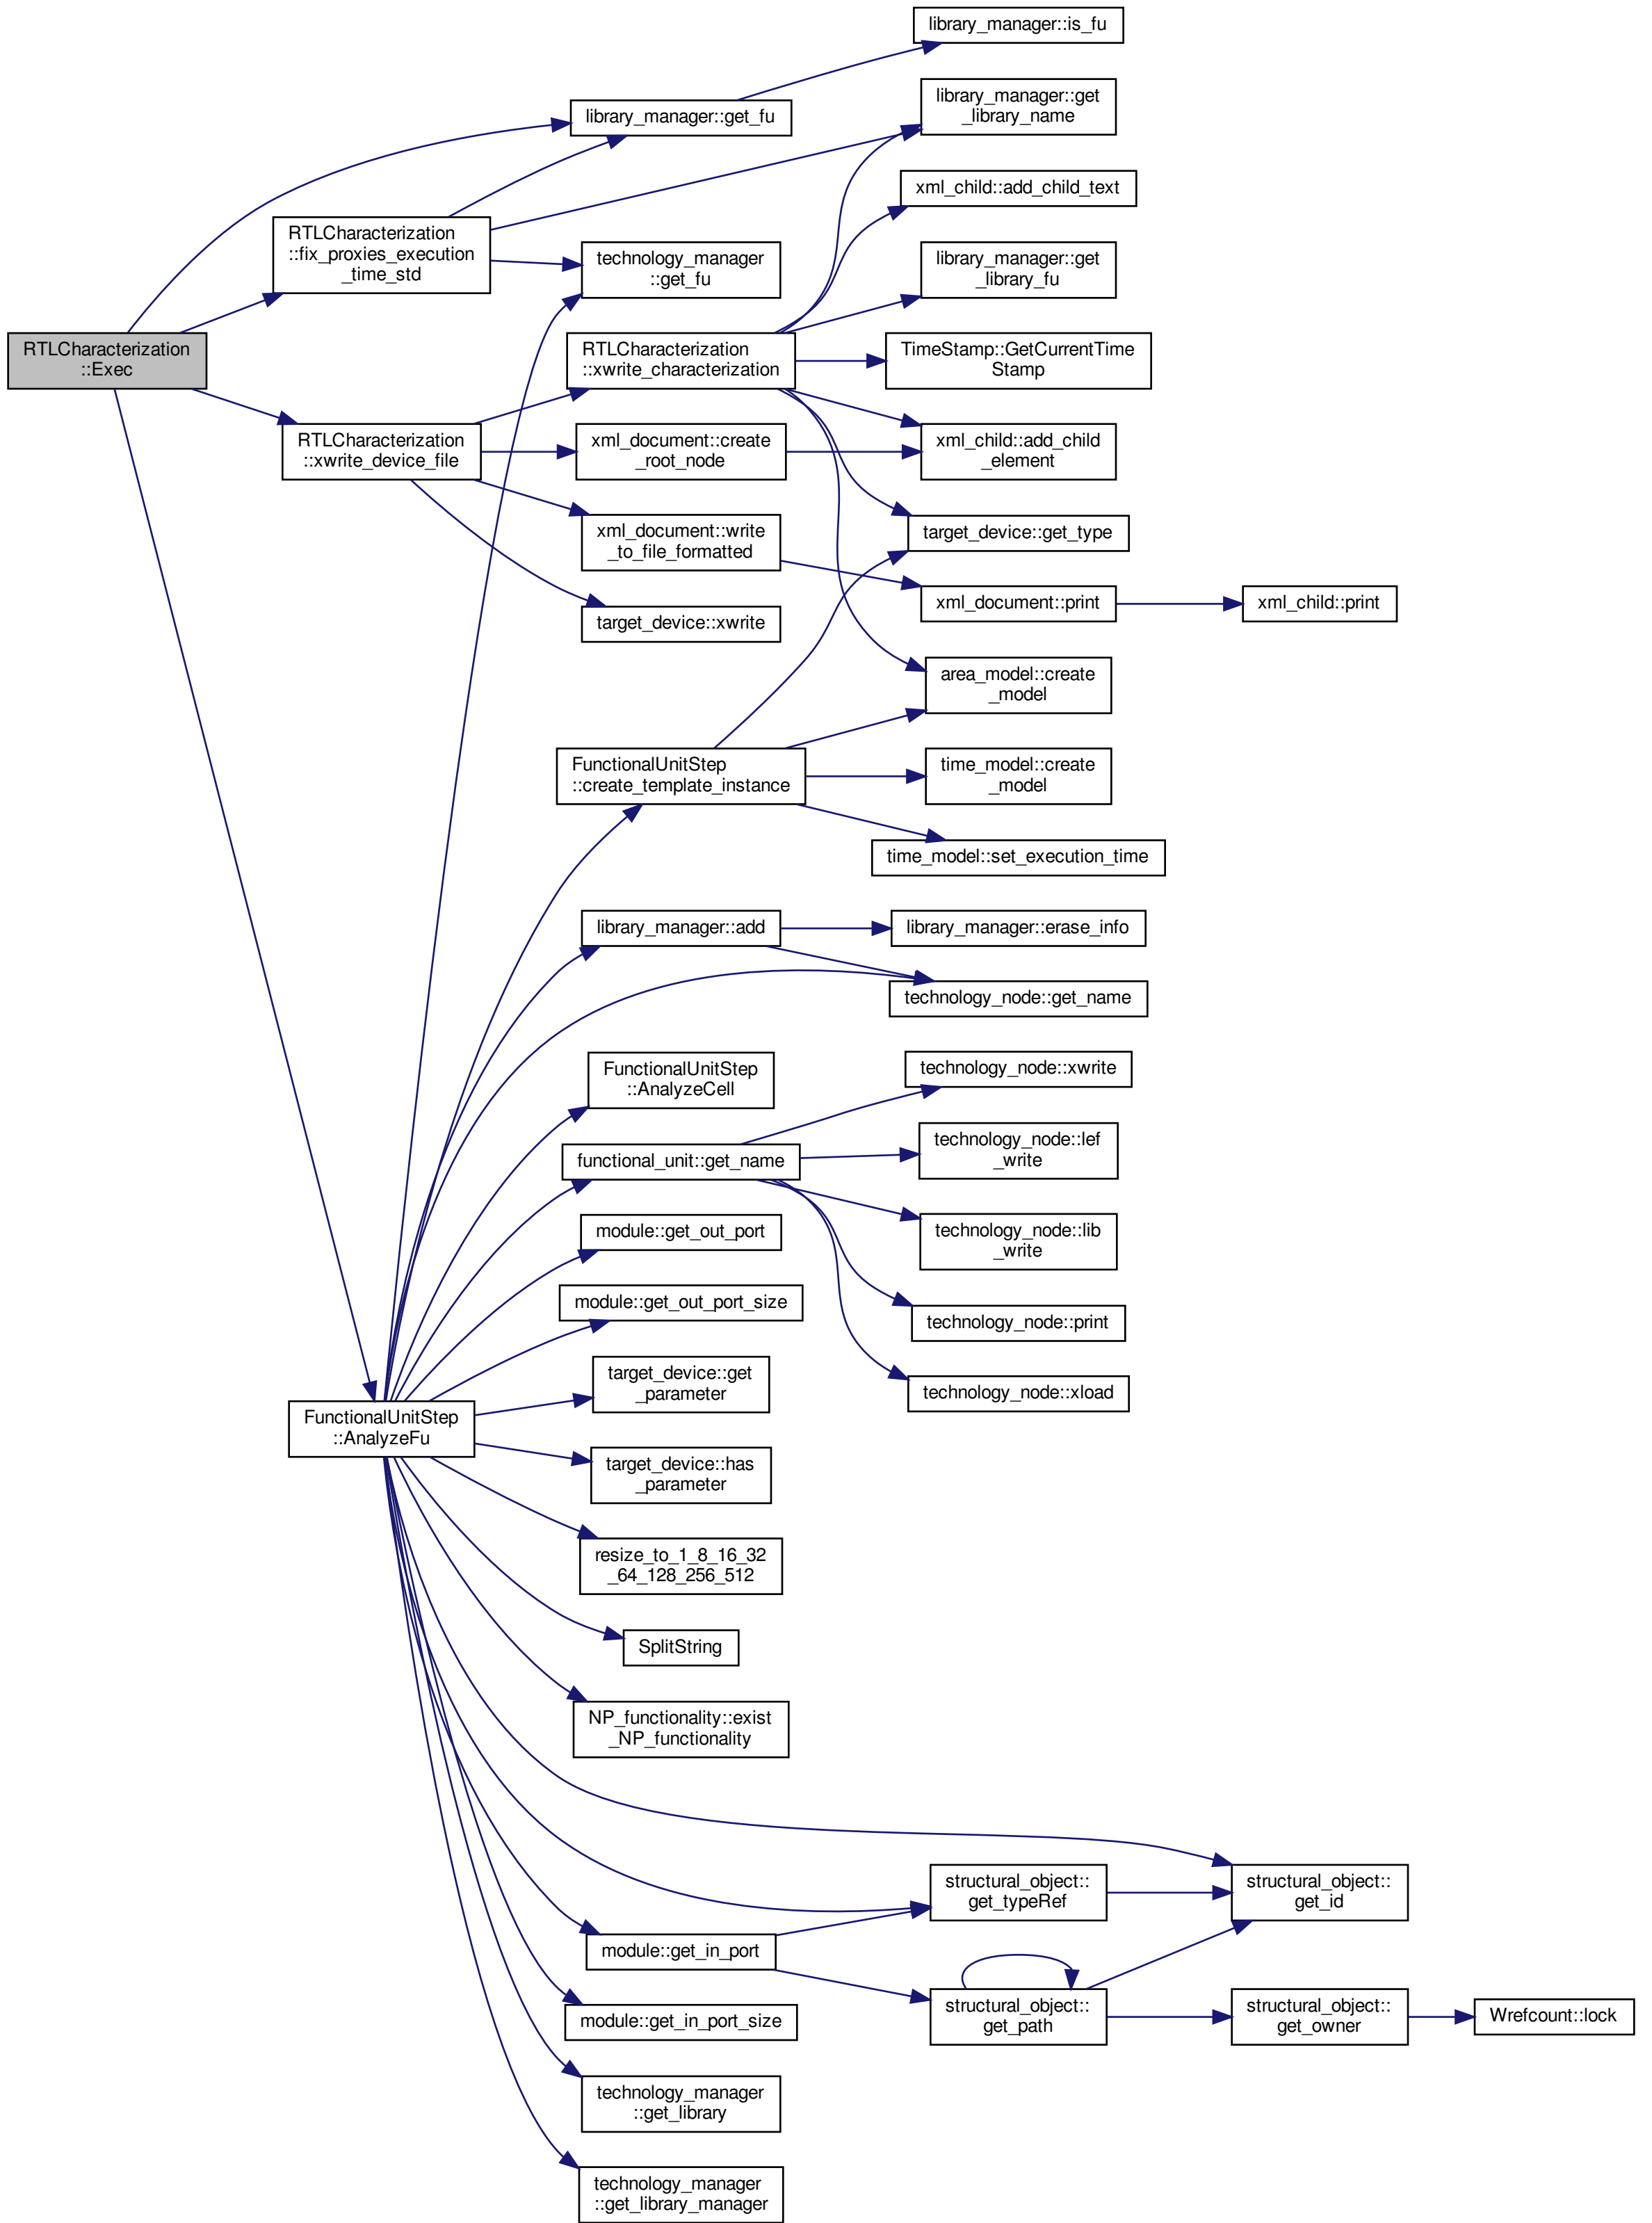 library_manager::is_fu
library_manager::get
_library_name
library_manager::get_fu
xml_child::add_child_text
RTLCharacterization
::fix_proxies_execution
_time_std
technology_manager
::get_fu
library_manager::get
_library_fu
RTLCharacterization
::Exec
RTLCharacterization
::xwrite_characterization
TimeStamp::GetCurrentTime
Stamp
RTLCharacterization
::xwrite_device_file
xml_document::create
_root_node
xml_child::add_child
_element
xml_document::write
_to_file_formatted
target_device::get_type
target_device::xwrite
xml_document::print
xml_child::print
area_model::create
_model
FunctionalUnitStep
::create_template_instance
time_model::create
_model
time_model::set_execution_time
library_manager::add
library_manager::erase_info
technology_node::get_name
FunctionalUnitStep
::AnalyzeCell
technology_node::xwrite
functional_unit::get_name
technology_node::lef
_write
module::get_out_port
technology_node::lib
_write
module::get_out_port_size
technology_node::print
target_device::get
_parameter
technology_node::xload
FunctionalUnitStep
::AnalyzeFu
target_device::has
_parameter
resize_to_1_8_16_32
_64_128_256_512
SplitString
NP_functionality::exist
_NP_functionality
structural_object::
get_typeRef
structural_object::
get_id
module::get_in_port
structural_object::
get_path
structural_object::
get_owner
Wrefcount::lock
module::get_in_port_size
technology_manager
::get_library
technology_manager
::get_library_manager